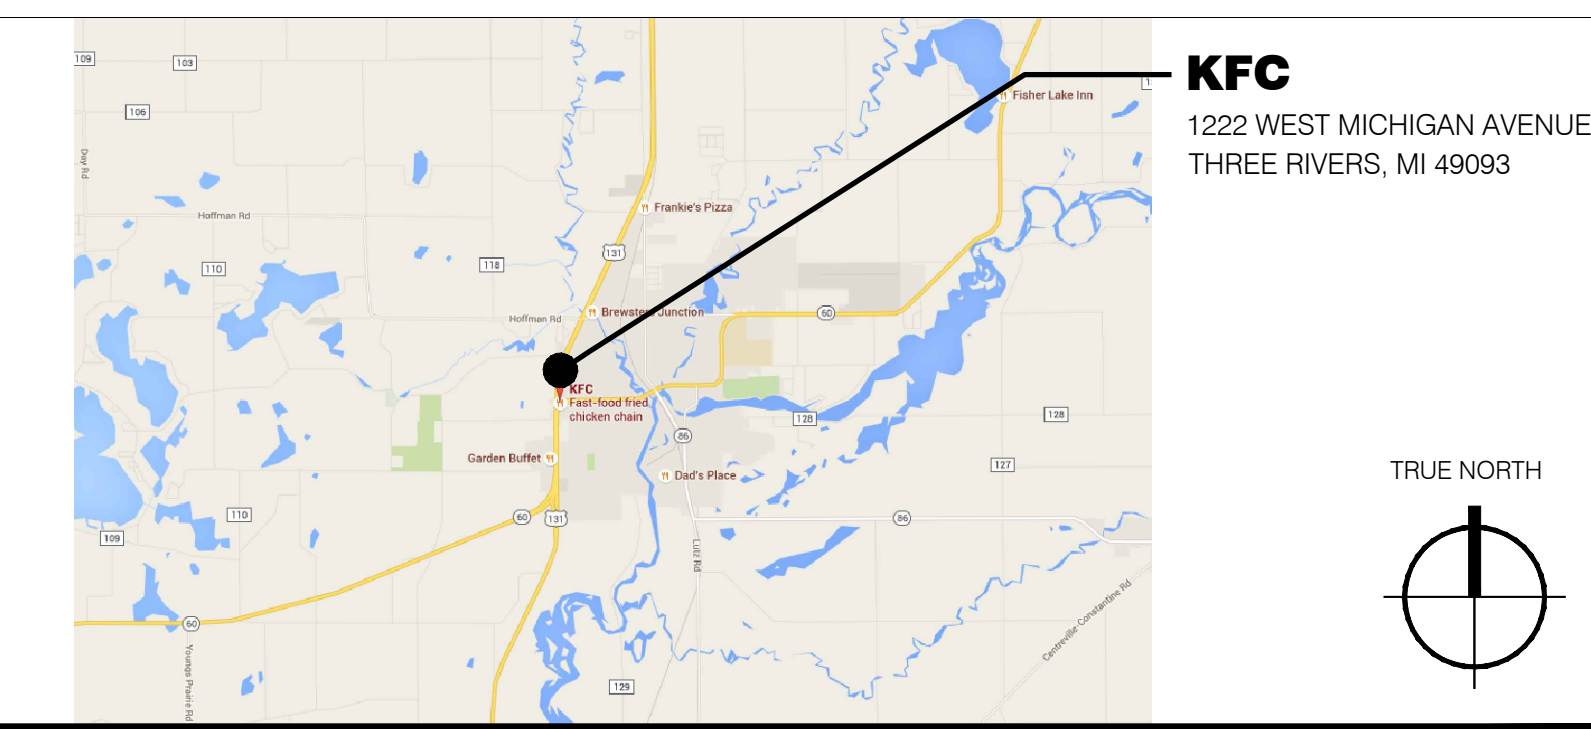 KFC
1222 WEST MICHIGAN AVENUE
THREE RIVERS, MI 49093
109
103
106
Day Rd
Fisher Lake Inn
Hoffman Rd
Frankie's Pizza
131
118
110
Hoffman Rd
Brewsters Junction
60
KFC
Fast-food fried
chicken chain
128
128
86
Garden Buffet
Dad's Place
127
TRUE NORTH
110
60
131
86
109
Lutz Rd
60
Centreville-Constantine Rd
Youngs Prairie Rd
129